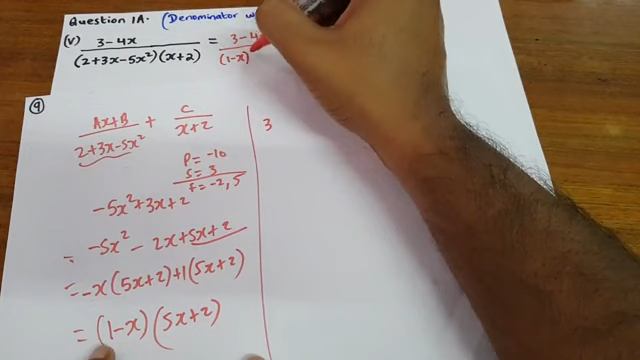 Question 1A. (Denominator w
(v) 3-4x / (2+3x-5x²)(x+2) = 3-4 / (1-x)
(9)
Ax+B / 2+3x-5x² + C / x+2
3
P= -10
S= 3
f= -2, 5
-5x²+3x+2
= -5x² - 2x+5x+2
= -x(5x+2)+1(5x+2)
= (1-x)(5x+2)